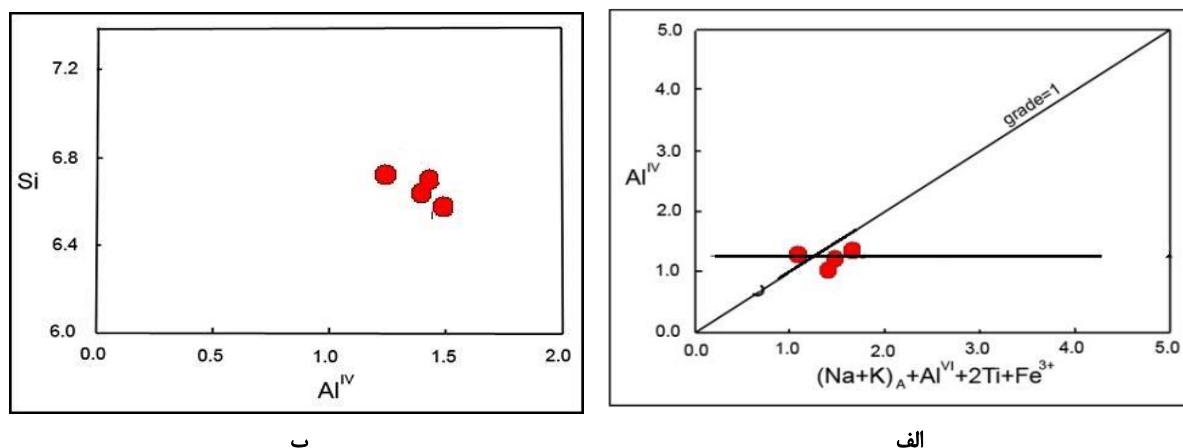 7.2
6.8
Si
6.4
6.0
0.0 0.5 1.0 1.5 2.0
Al^IV
ب
5.0
4.0
3.0
Al^IV
2.0
1.0
0.0
grade=1
0.0 1.0 2.0 3.0 4.0 5.0
(Na+K)_A+Al^VI+2Ti+Fe^3+
الف